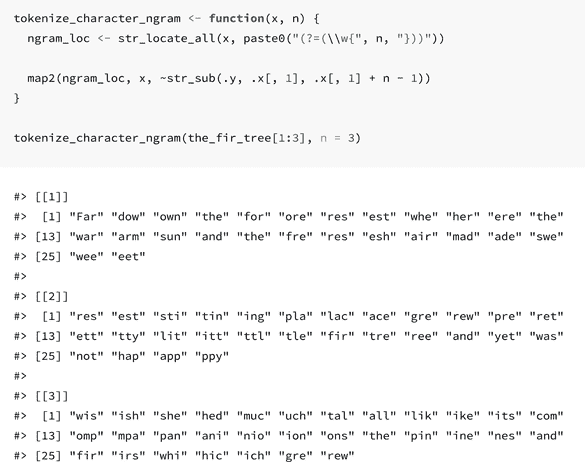 tokenize_character_ngram <- function(x, n) {
  ngram_loc <- str_locate_all(x, paste0("(?=(\\w{", n, "}))"))

  map2(ngram_loc, x, ~str_sub(.y, .x[, 1], .x[, 1] + n - 1))
}

tokenize_character_ngram(the_fir_tree[1:3], n = 3)

#> [[1]]
#>  [1] "Far" "dow" "own" "the" "for" "ore" "res" "est" "whe" "her" "ere" "the"
#> [13] "war" "arm" "sun" "and" "the" "fre" "res" "esh" "air" "mad" "ade" "swe"
#> [25] "wee" "eet"
#>
#> [[2]]
#>  [1] "res" "est" "sti" "tin" "ing" "pla" "lac" "ace" "gre" "rew" "pre" "ret"
#> [13] "ett" "tty" "lit" "itt" "ttl" "tle" "fir" "tre" "ree" "and" "yet" "was"
#> [25] "not" "hap" "app" "ppy"
#>
#> [[3]]
#>  [1] "wis" "ish" "she" "hed" "muc" "uch" "tal" "all" "lik" "ike" "its" "com"
#> [13] "omp" "mpa" "pan" "ani" "nio" "ion" "ons" "the" "pin" "ine" "nes" "and"
#> [25] "fir" "irs" "whi" "hic" "ich" "gre" "rew"